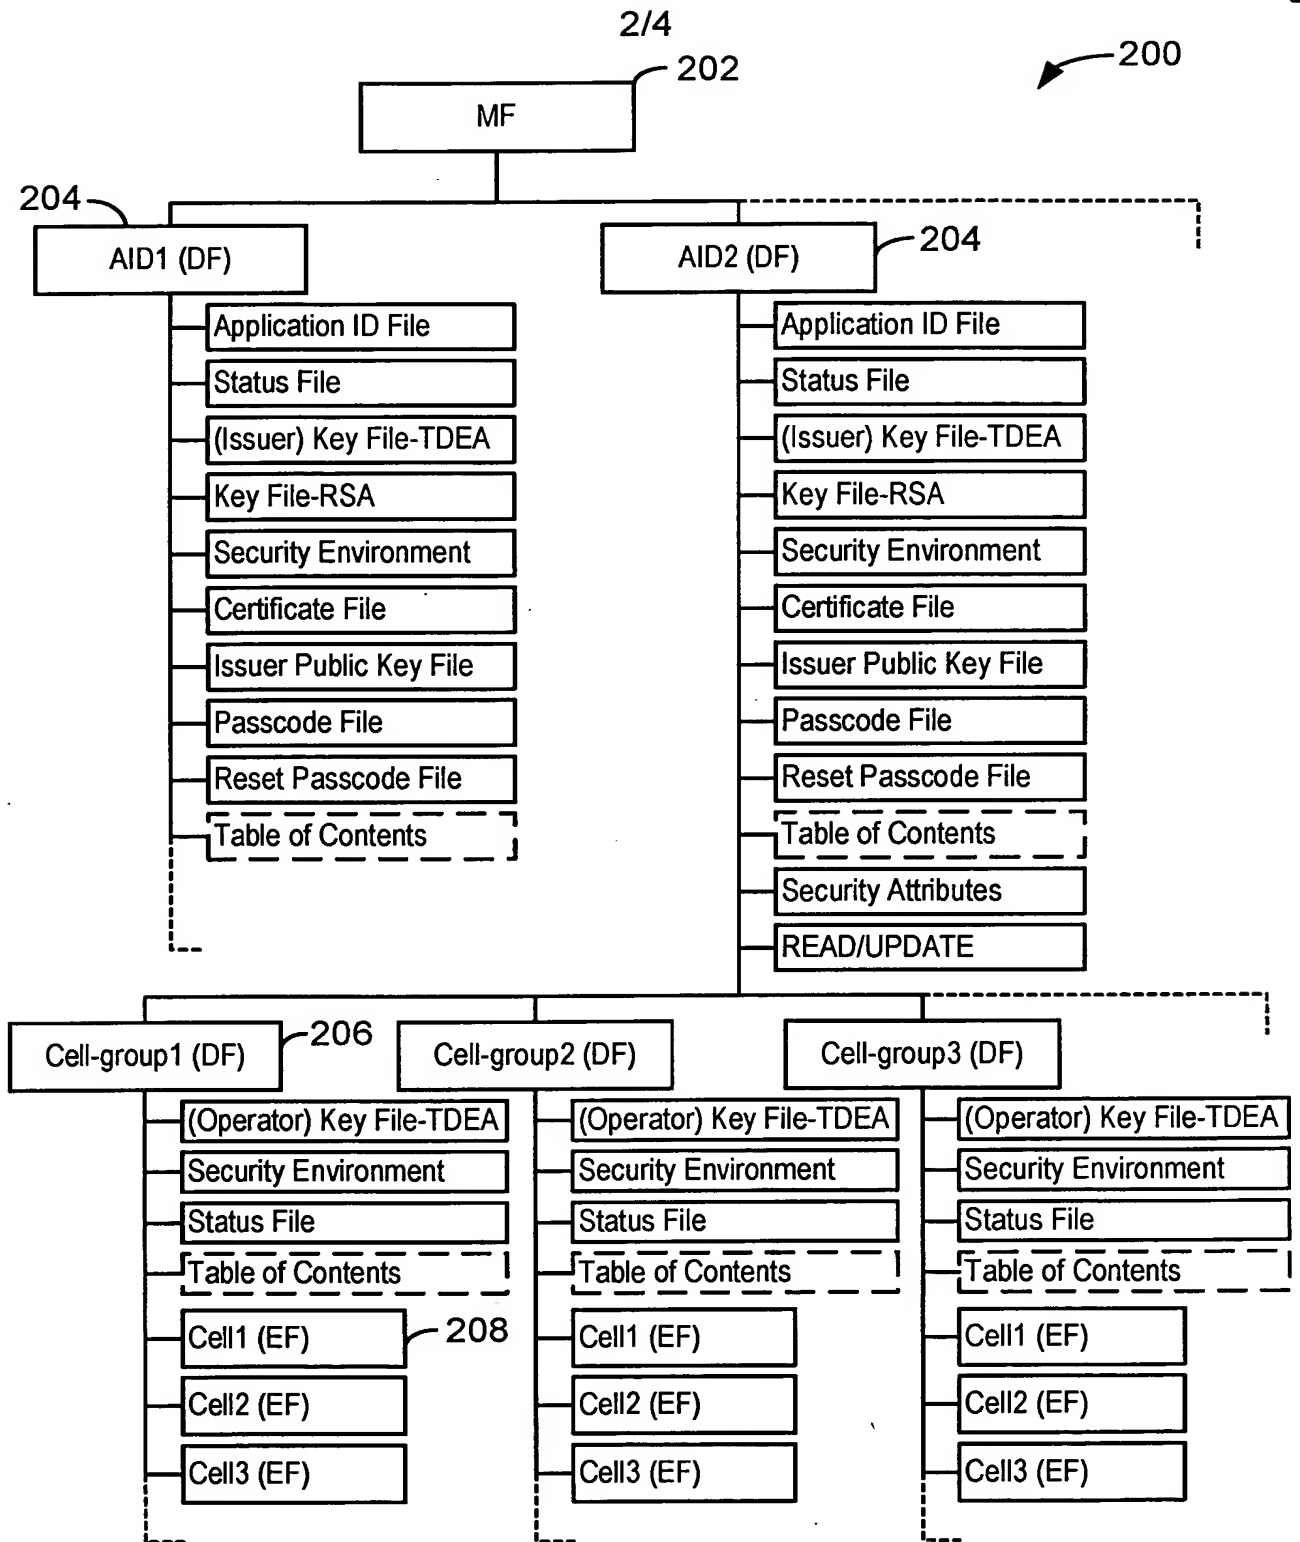 2/4
202
200
MF
204
AID1 (DF)
AID2 (DF)
204
Application ID File
Status File
(Issuer) Key File-TDEA
Key File-RSA
Security Environment
Certificate File
Issuer Public Key File
Passcode File
Reset Passcode File
Table of Contents
Application ID File
Status File
(Issuer) Key File-TDEA
Key File-RSA
Security Environment
Certificate File
Issuer Public Key File
Passcode File
Reset Passcode File
Table of Contents
Security Attributes
READ/UPDATE
Cell-group1 (DF)
206
(Operator) Key File-TDEA
Security Environment
Status File
Table of Contents
Cell1 (EF)
208
Cell2 (EF)
Cell3 (EF)
Cell-group2 (DF)
(Operator) Key File-TDEA
Security Environment
Status File
Table of Contents
Cell1 (EF)
Cell2 (EF)
Cell3 (EF)
Cell-group3 (DF)
(Operator) Key File-TDEA
Security Environment
Status File
Table of Contents
Cell1 (EF)
Cell2 (EF)
Cell3 (EF)